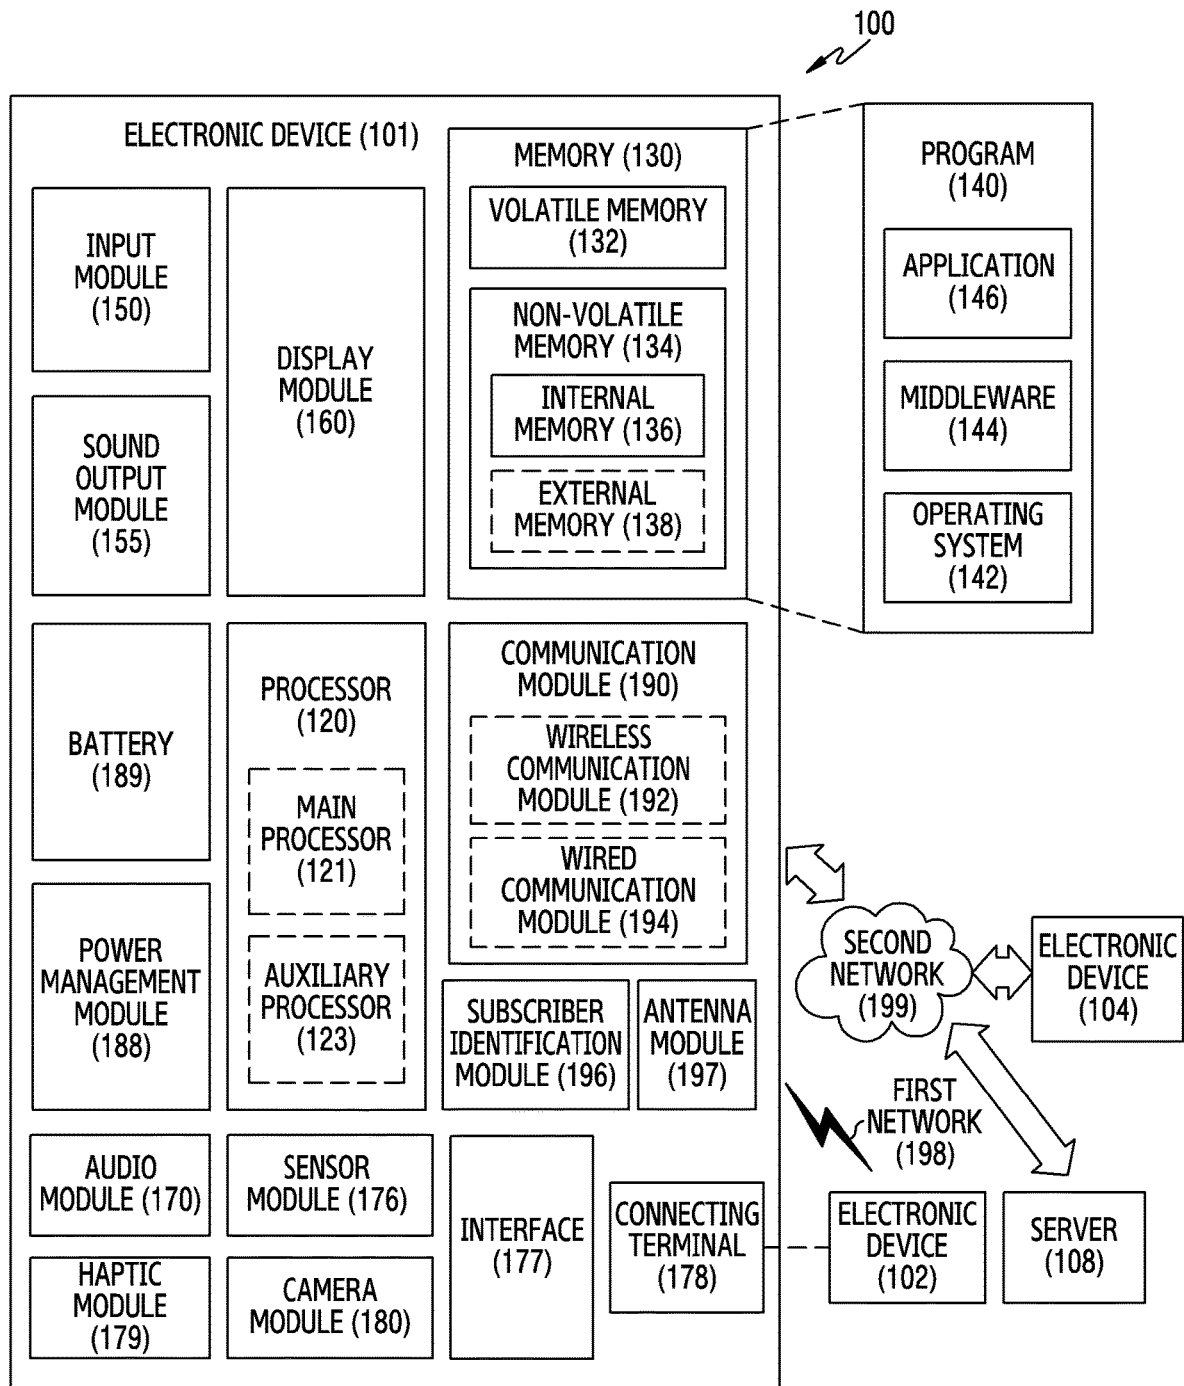 100
ELECTRONIC DEVICE (101)
INPUT
MODULE
(150)
SOUND
OUTPUT
MODULE
(155)
DISPLAY
MODULE
(160)
MEMORY (130)
VOLATILE MEMORY
(132)
NON-VOLATILE
MEMORY (134)
INTERNAL
MEMORY (136)
EXTERNAL
MEMORY (138)
PROGRAM
(140)
APPLICATION
(146)
MIDDLEWARE
(144)
OPERATING
SYSTEM
(142)
BATTERY
(189)
POWER
MANAGEMENT
MODULE
(188)
PROCESSOR
(120)
MAIN
PROCESSOR
(121)
AUXILIARY
PROCESSOR
(123)
COMMUNICATION
MODULE (190)
WIRELESS
COMMUNICATION
MODULE (192)
WIRED
COMMUNICATION
MODULE (194)
SUBSCRIBER
IDENTIFICATION
MODULE (196)
ANTENNA
MODULE
(197)
SECOND
NETWORK
(199)
ELECTRONIC
DEVICE
(104)
FIRST
NETWORK
(198)
AUDIO
MODULE (170)
SENSOR
MODULE (176)
HAPTIC
MODULE
(179)
CAMERA
MODULE (180)
INTERFACE
(177)
CONNECTING
TERMINAL
(178)
ELECTRONIC
DEVICE
(102)
SERVER
(108)